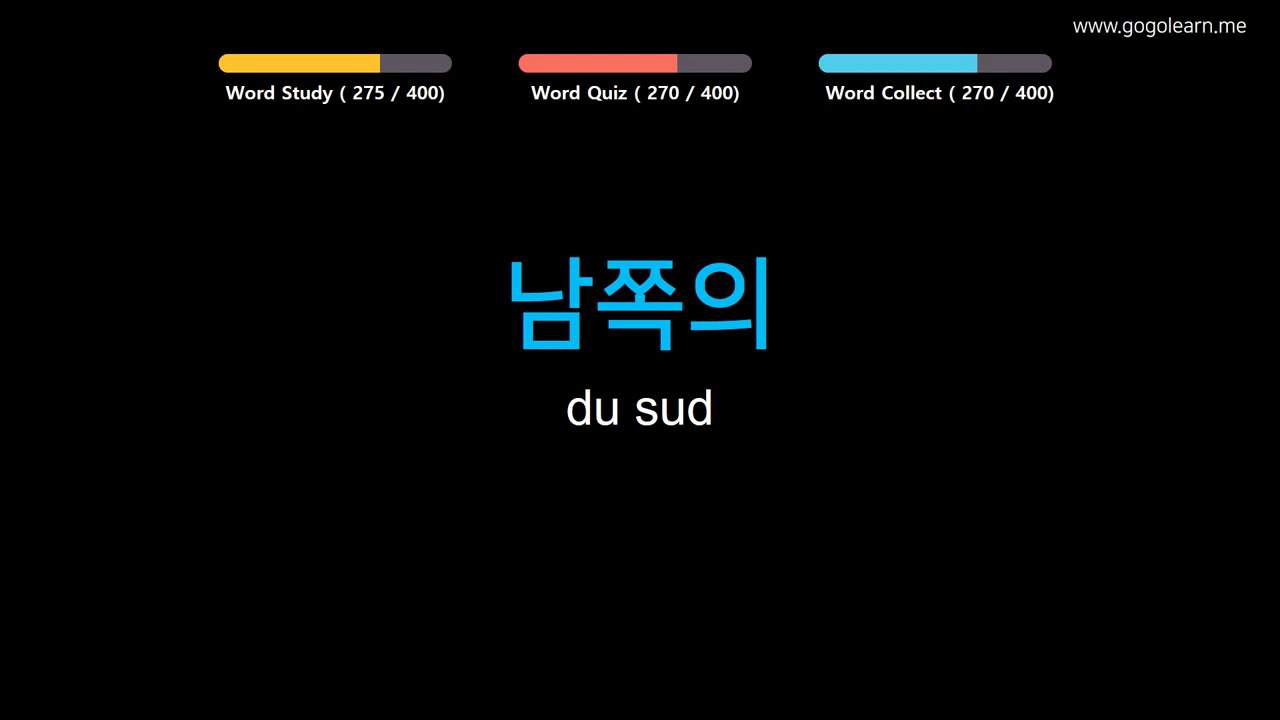 www.gogolearn.me
Word Study ( 275 / 400)
Word Quiz ( 270 / 400)
Word Collect ( 270 / 400)
남쪽의
du sud